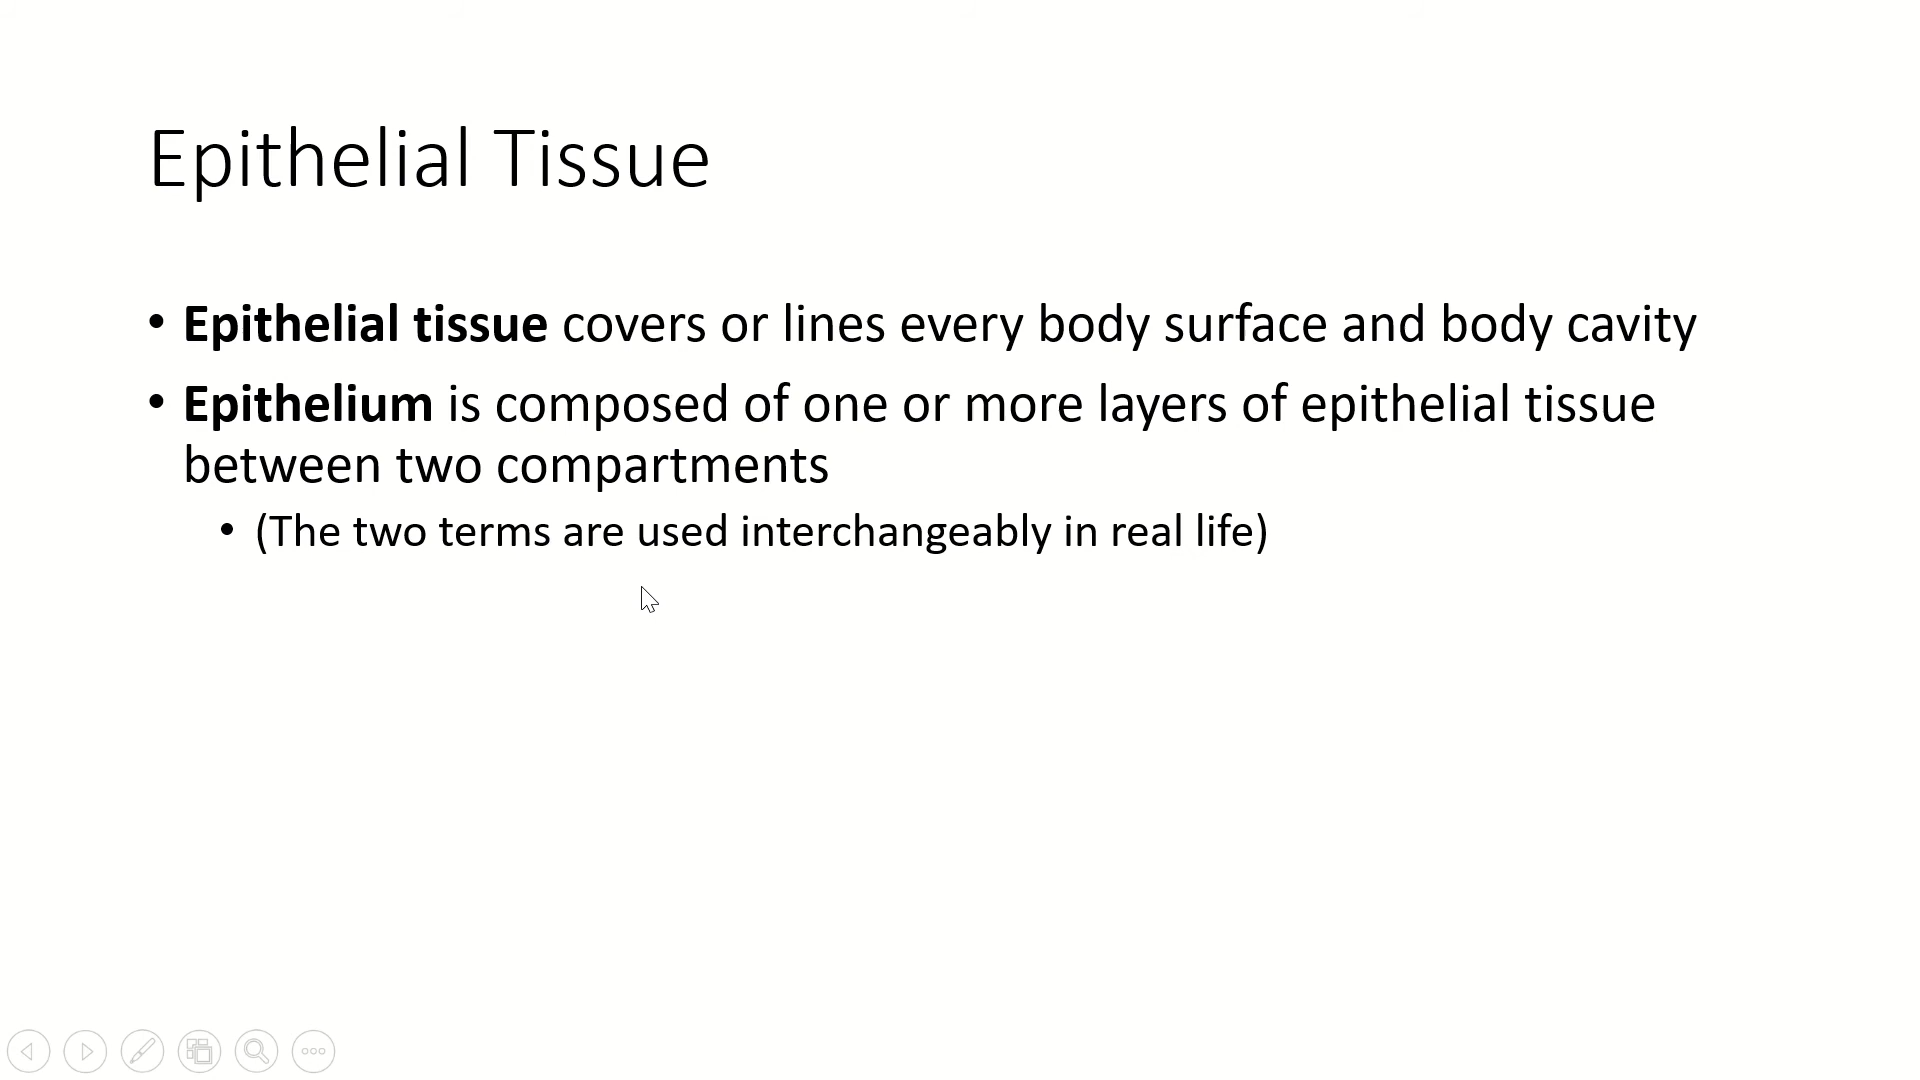 Epithelial Tissue
• Epithelial tissue covers or lines every body surface and body cavity
• Epithelium is composed of one or more layers of epithelial tissue
between two compartments
• (The two terms are used interchangeably in real life)